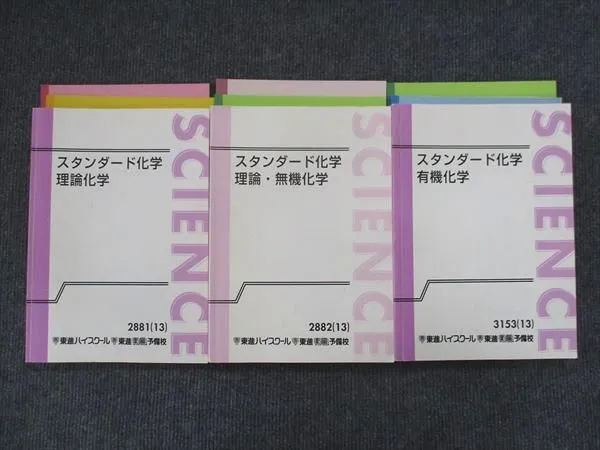 スタンダード化学
理論化学
2881(13)
東進ハイスクール 東進衛星予備校
SCIENCE
スタンダード化学
理論・無機化学
2882(13)
東進ハイスクール 東進衛星予備校
SCIENCE
スタンダード化学
有機化学
3153(13)
東進ハイスクール 東進衛星予備校
SCIENCE